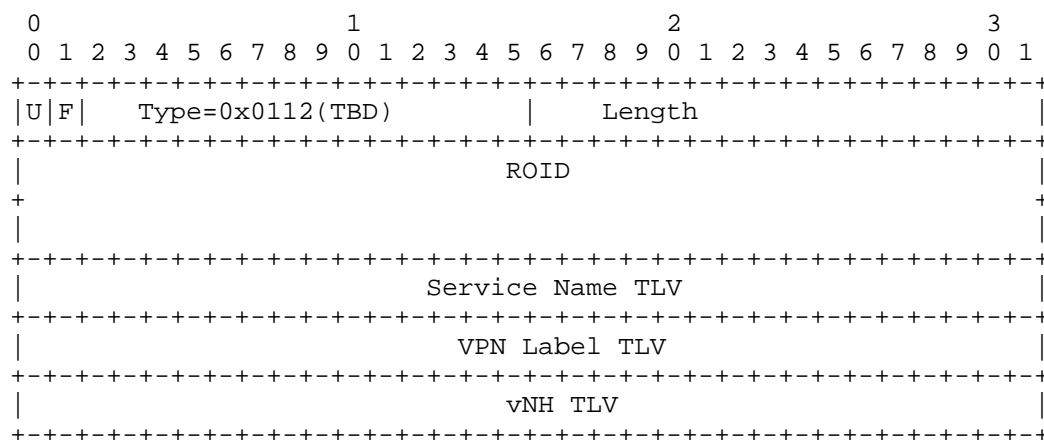 0                   1                   2                   3
 0 1 2 3 4 5 6 7 8 9 0 1 2 3 4 5 6 7 8 9 0 1 2 3 4 5 6 7 8 9 0 1
+-+-+-+-+-+-+-+-+-+-+-+-+-+-+-+-+-+-+-+-+-+-+-+-+-+-+-+-+-+-+-+-+
|U|F|   Type=0x0112(TBD)        |    Length                     |
+-+-+-+-+-+-+-+-+-+-+-+-+-+-+-+-+-+-+-+-+-+-+-+-+-+-+-+-+-+-+-+-+
|                              ROID                             |
+                                                               +
|                                                               |
+-+-+-+-+-+-+-+-+-+-+-+-+-+-+-+-+-+-+-+-+-+-+-+-+-+-+-+-+-+-+-+-+
|                         Service Name TLV                      |
+-+-+-+-+-+-+-+-+-+-+-+-+-+-+-+-+-+-+-+-+-+-+-+-+-+-+-+-+-+-+-+-+
|                           VPN Label TLV                       |
+-+-+-+-+-+-+-+-+-+-+-+-+-+-+-+-+-+-+-+-+-+-+-+-+-+-+-+-+-+-+-+-+
|                              vNH TLV                          |
+-+-+-+-+-+-+-+-+-+-+-+-+-+-+-+-+-+-+-+-+-+-+-+-+-+-+-+-+-+-+-+-+